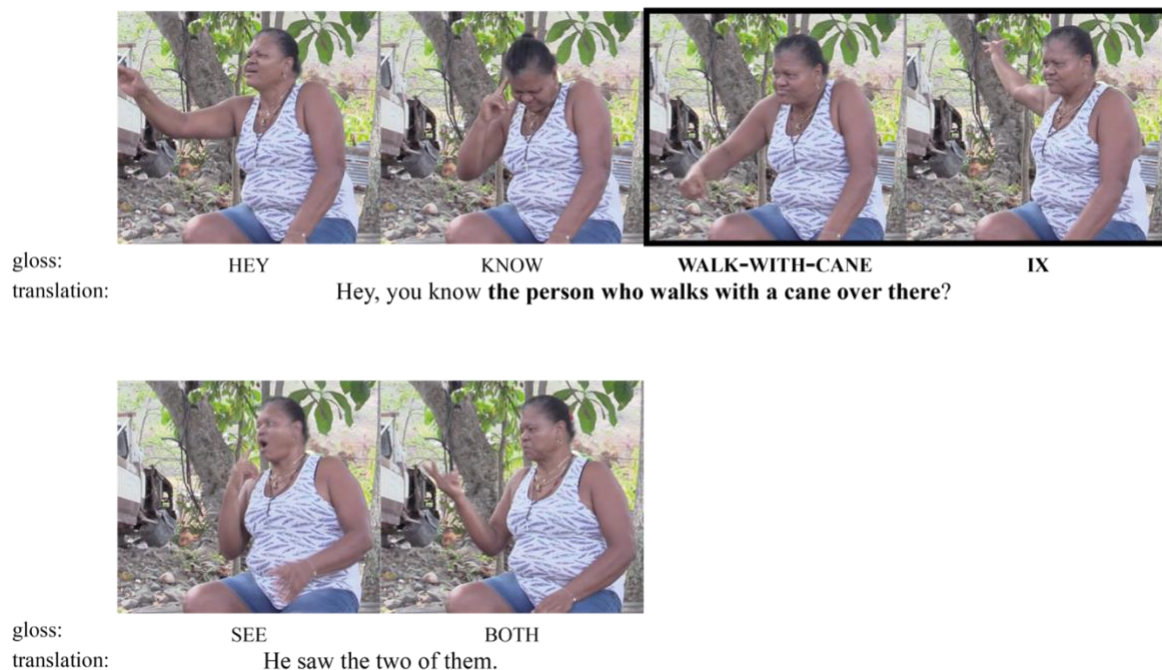 gloss: HEY KNOW WALK-WITH-CANE IX
translation: Hey, you know the person who walks with a cane over there?
gloss: SEE BOTH
translation: He saw the two of them.